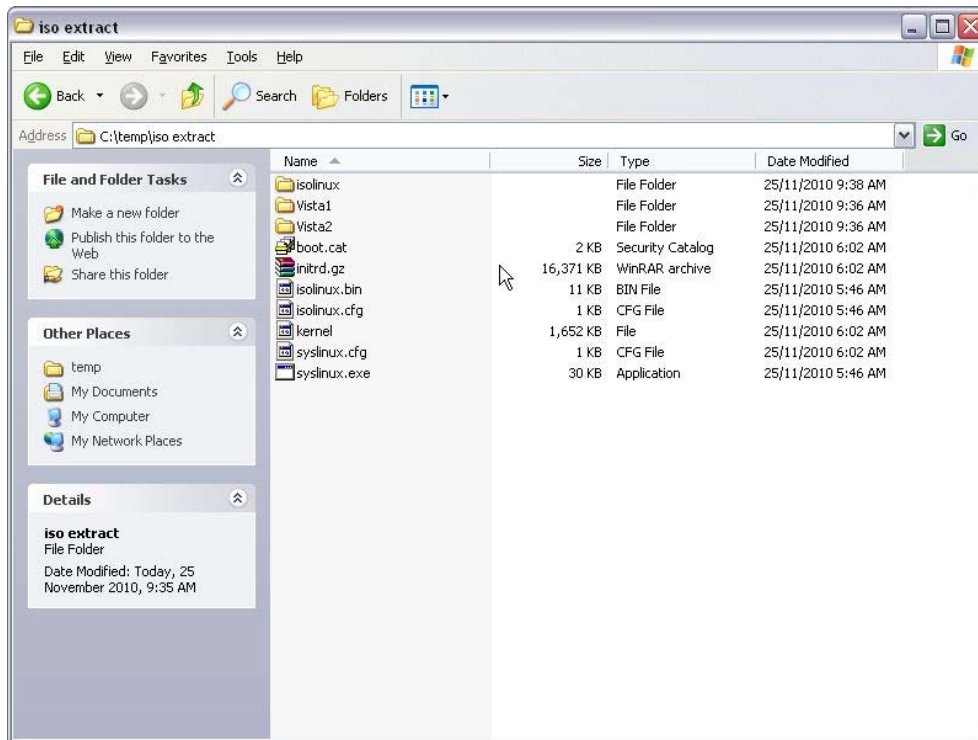 iso extract
File Edit View Favorites Tools Help
Back Search Folders
Address C:\temp\iso extract Go
File and Folder Tasks
Make a new folder
Publish this folder to the
Web
Share this folder
Other Places
temp
My Documents
My Computer
My Network Places
Details
iso extract
File Folder
Date Modified: Today, 25
November 2010, 9:35 AM
Name Size Type Date Modified
isolinux File Folder 25/11/2010 9:38 AM
Vista1 File Folder 25/11/2010 9:36 AM
Vista2 File Folder 25/11/2010 9:36 AM
boot.cat 2 KB Security Catalog 25/11/2010 6:02 AM
initrd.gz 16,371 KB WinRAR archive 25/11/2010 6:02 AM
isolinux.bin 11 KB BIN File 25/11/2010 5:46 AM
isolinux.cfg 1 KB CFG File 25/11/2010 5:46 AM
kernel 1,652 KB File 25/11/2010 6:02 AM
syslinux.cfg 1 KB CFG File 25/11/2010 6:02 AM
syslinux.exe 30 KB Application 25/11/2010 5:46 AM